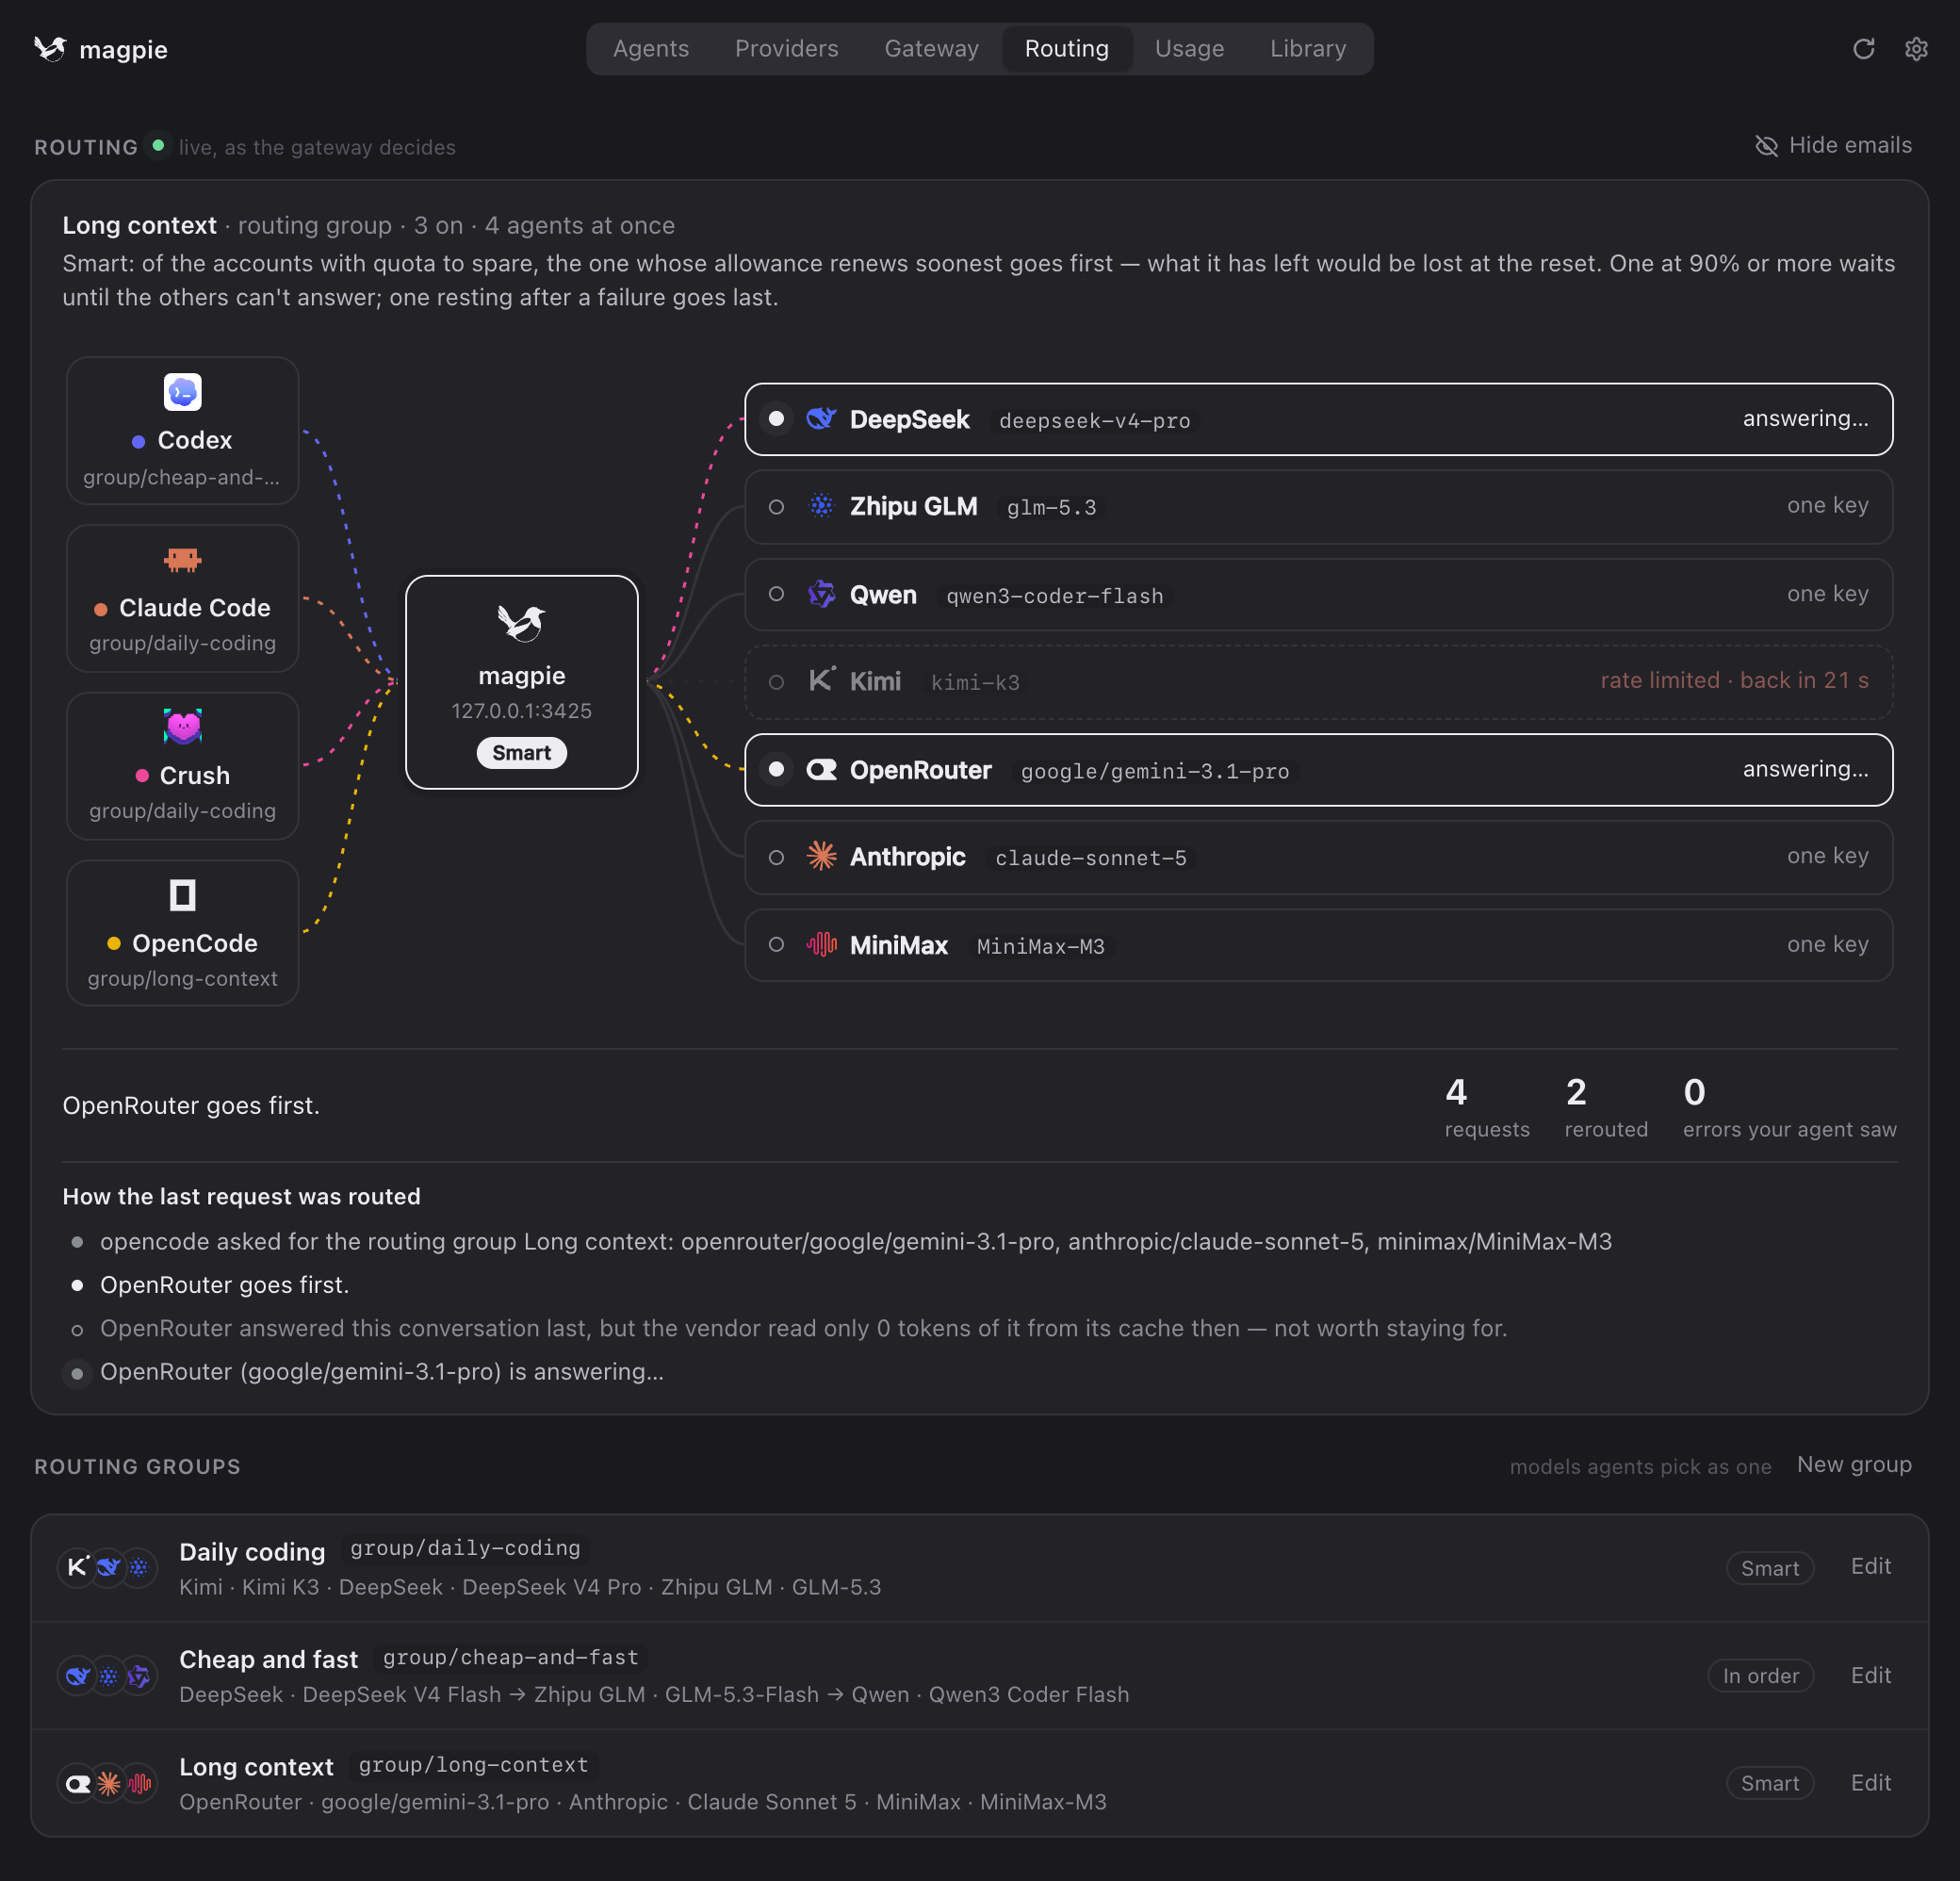 magpie
Agents
Providers
Gateway
Routing
Usage
Library
ROUTING
live, as the gateway decides
Hide emails
Long context · routing group · 3 on · 4 agents at once
Smart: of the accounts with quota to spare, the one whose allowance renews soonest goes first — what it has left would be lost at the reset. One at 90% or more waits
until the others can't answer; one resting after a failure goes last.
Codex
group/cheap-and-...
Claude Code
group/daily-coding
Crush
group/daily-coding
OpenCode
group/long-context
magpie
127.0.0.1:3425
Smart
DeepSeek deepseek-v4-pro answering...
Zhipu GLM glm-5.3 one key
Qwen qwen3-coder-flash one key
Kimi kimi-k3 rate limited · back in 21 s
OpenRouter google/gemini-3.1-pro answering...
Anthropic claude-sonnet-5 one key
MiniMax MiniMax-M3 one key
OpenRouter goes first.
4
requests
2
rerouted
0
errors your agent saw
How the last request was routed
opencode asked for the routing group Long context: openrouter/google/gemini-3.1-pro, anthropic/claude-sonnet-5, minimax/MiniMax-M3
OpenRouter goes first.
OpenRouter answered this conversation last, but the vendor read only 0 tokens of it from its cache then — not worth staying for.
OpenRouter (google/gemini-3.1-pro) is answering...
ROUTING GROUPS
models agents pick as one
New group
Daily coding group/daily-coding
Kimi · Kimi K3 · DeepSeek · DeepSeek V4 Pro · Zhipu GLM · GLM-5.3
Smart
Edit
Cheap and fast group/cheap-and-fast
DeepSeek · DeepSeek V4 Flash → Zhipu GLM · GLM-5.3-Flash → Qwen · Qwen3 Coder Flash
In order
Edit
Long context group/long-context
OpenRouter · google/gemini-3.1-pro · Anthropic · Claude Sonnet 5 · MiniMax · MiniMax-M3
Smart
Edit